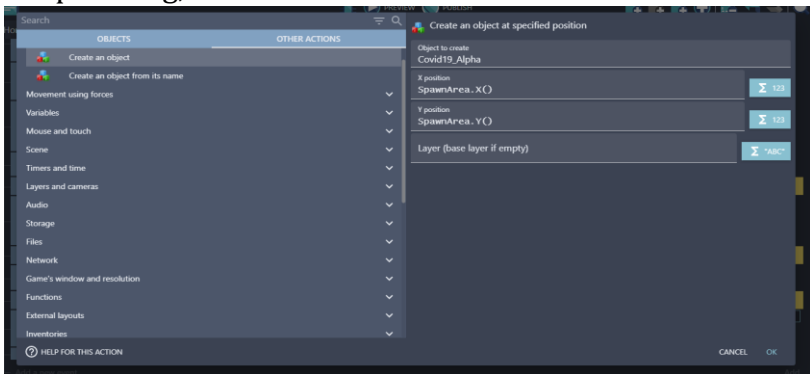 PREVIEW
PUBLISH
Search
OBJECTS
OTHER ACTIONS
Create an object
Create an object from its name
Movement using forces
Variables
Mouse and touch
Scene
Timers and time
Layers and cameras
Audio
Storage
Files
Network
Game's window and resolution
Functions
External layouts
Inventories
HELP FOR THIS ACTION
Create an object at specified position
Object to create
Covid19_Alpha
X position
SpawnArea.X()
Σ 123
Y position
SpawnArea.Y()
Σ 123
Layer (base layer if empty)
Σ "ABC"
CANCEL
OK